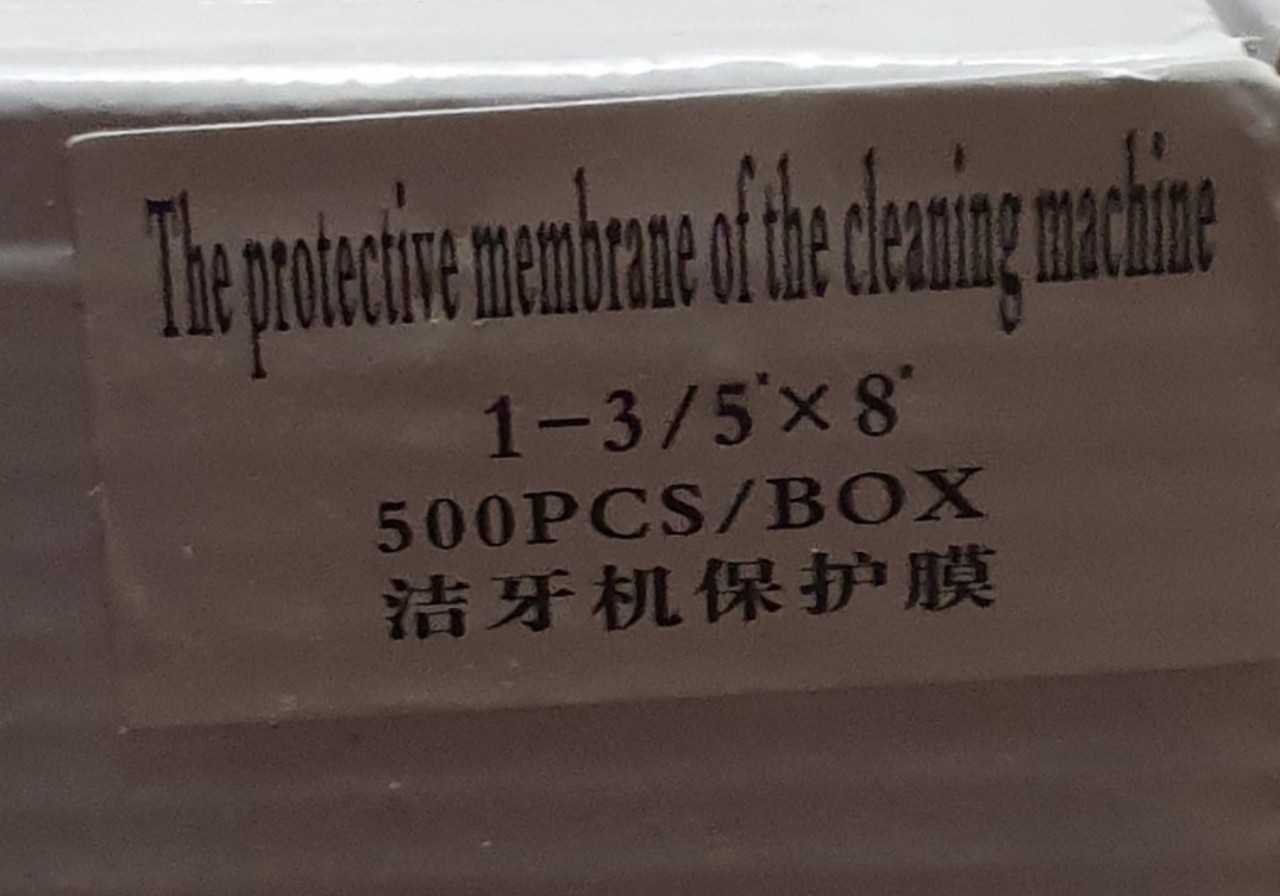 The protective membrane of the cleaning machine
1-3/5"×8"
500PCS/BOX
洁牙机保护膜